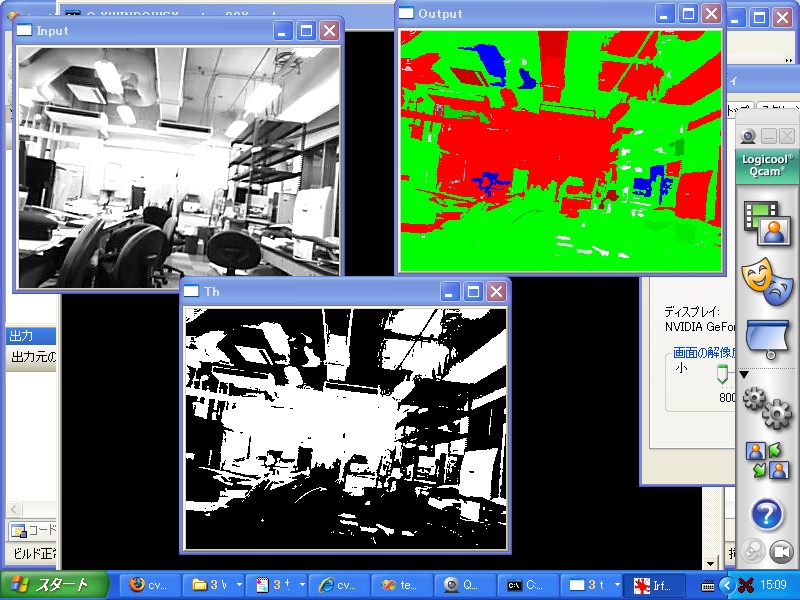 Input
Output
Th
Logicool®
Qcam®
ディスプレイ:
NVIDIA GeFor
画面の解像度
小
800
出力
出力元の
コード
ビルド正常
スタート
cv...
3 W
3 も
cv...
te...
Q...
C:...
3 t
Irf...
15:09